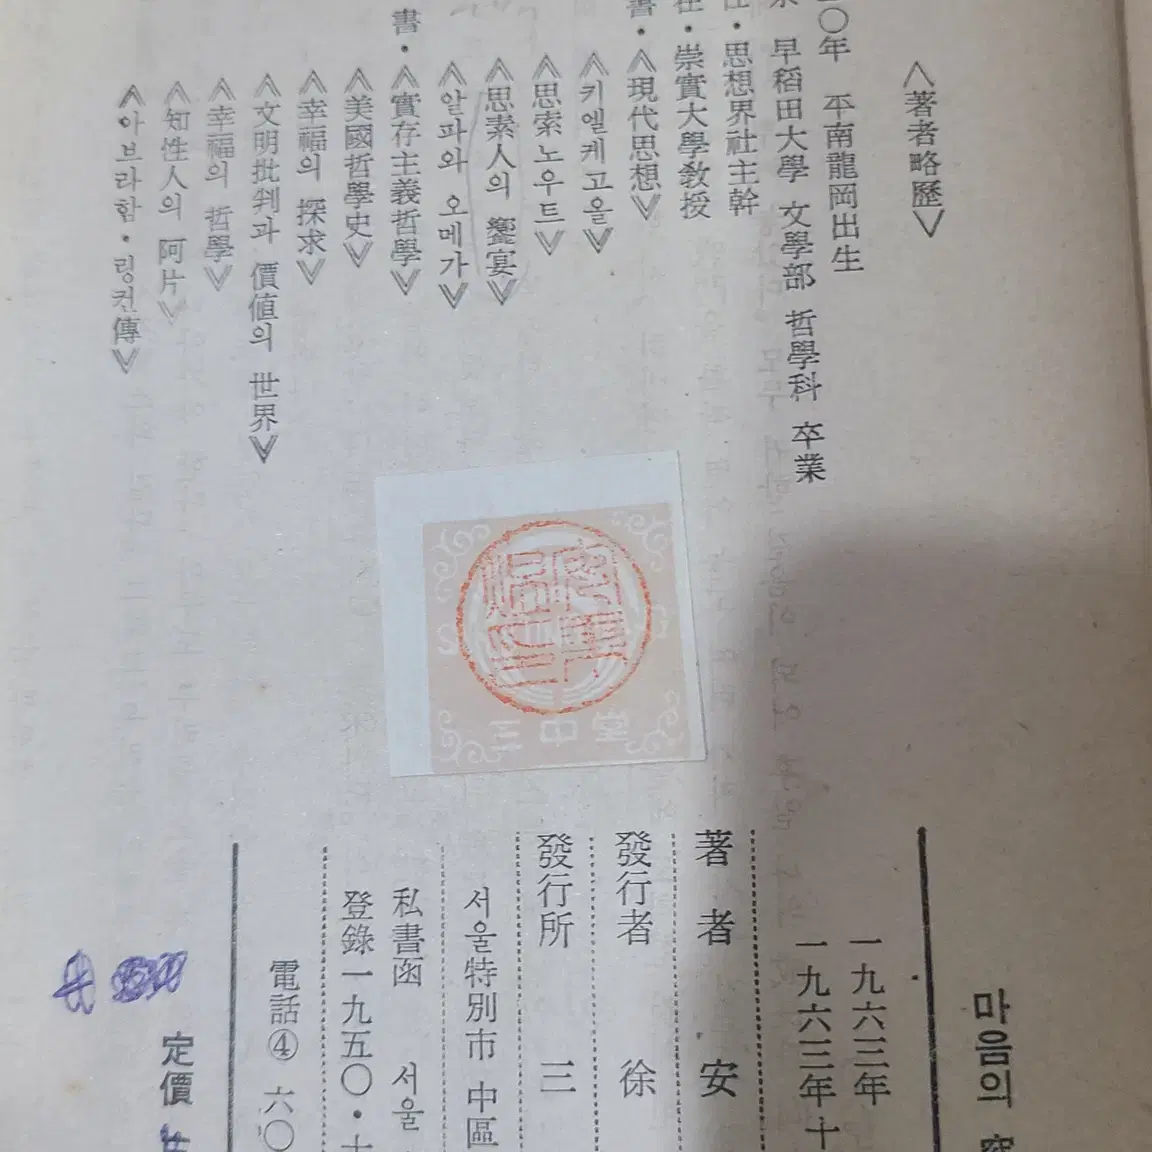 <著者略歷>
〇年 平南龍岡出生
早稻田大學 文學部 哲學科 卒業
思想界社主幹
在・崇實大學敎授
書・《現代思想》
《키엘케고올》
《思索노우트》
《思素人의 饗宴》
《알파와 오메가》
書・《實存主義哲學》
《美國哲學史》
《幸福의 探求》
《文明批判과 價値의 世界》
《幸福의 哲學》
《知性人의 阿片》
《아브라함・링컨傳》
三中堂
마음의
一九六三年
一九六三年 十
著者 安
發行者 徐
發行所 三
서울特別市 中區
私書函 서울
登錄一九五〇・十
電話④ 六〇
定價